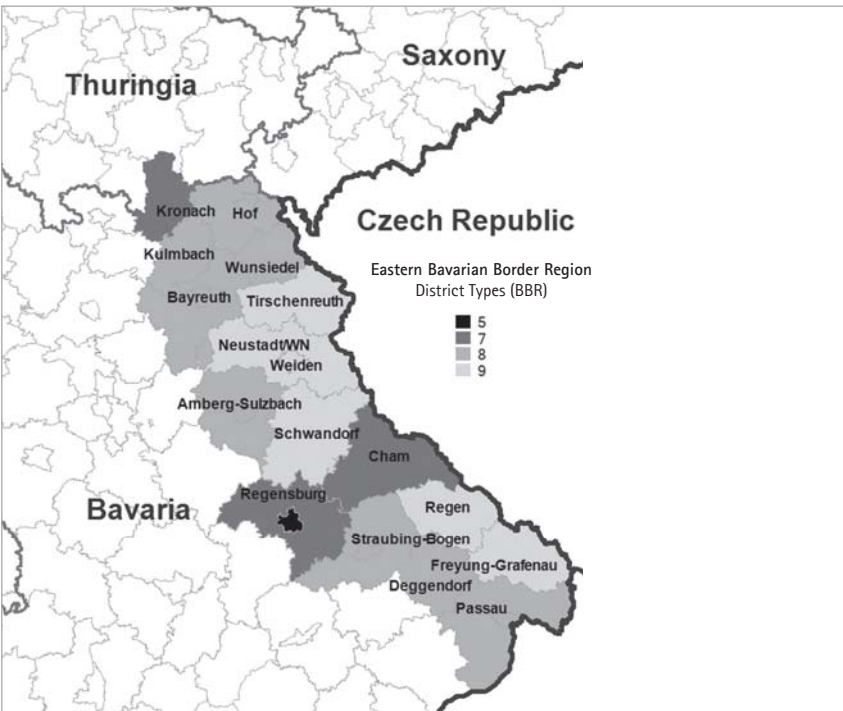 Saxony
Thuringia
Kronach
Hof
Czech Republic
Kulmbach
Wunsiedel
Eastern Bavarian Border Region
District Types (BBR)
Bayreuth
Tirschenreuth
5
7
8
9
Neustadt/WN
Weiden
Amberg-Sulzbach
Schwandorf
Cham
Regensburg
Bavaria
Regen
Straubing-Bogen
Freyung-Grafenau
Deggendorf
Passau